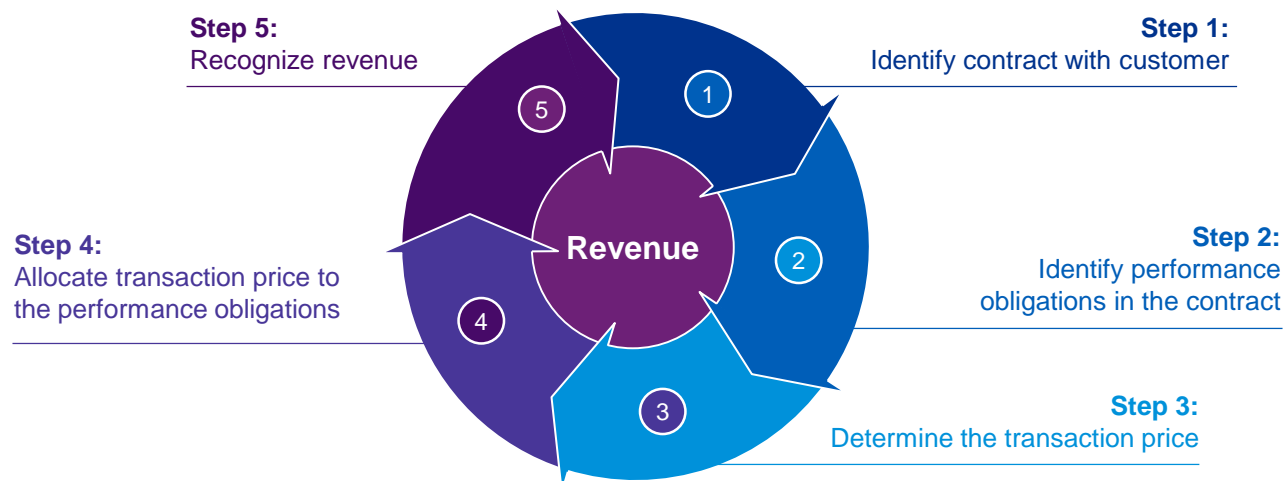 Step 1:
Identify contract with customer
1
Step 2:
Identify performance
obligations in the contract
2
Step 3:
Determine the transaction price
3
Step 4:
Allocate transaction price to
the performance obligations
4
Step 5:
Recognize revenue
5
Revenue